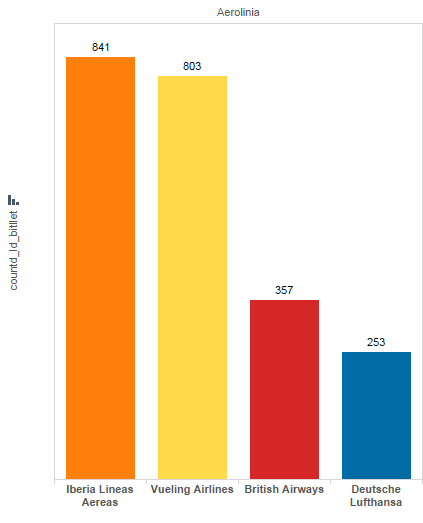 Aerolinia
841
803
357
253
countd_Id_bitllet
Iberia Lineas
Aereas
Vueling Airlines
British Airways
Deutsche
Lufthansa